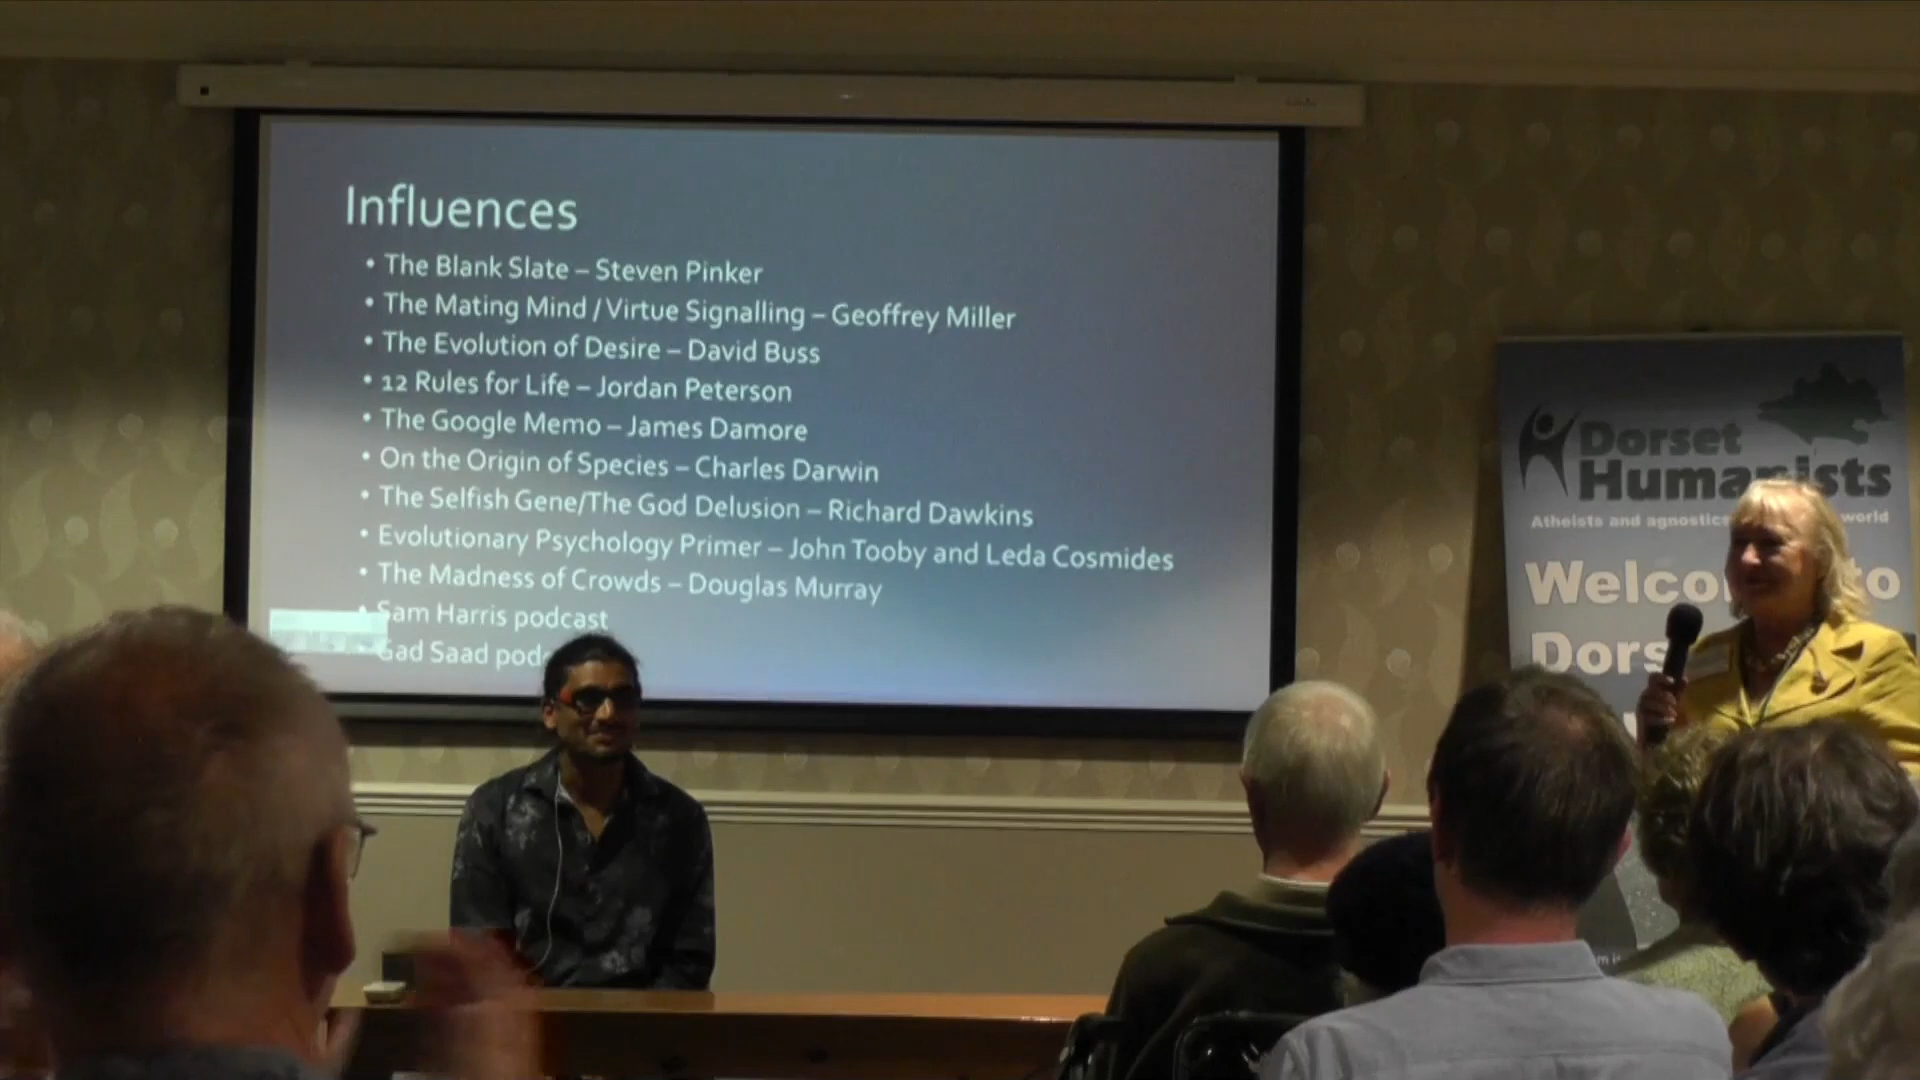 Influences
• The Blank Slate – Steven Pinker
• The Mating Mind / Virtue Signalling – Geoffrey Miller
• The Evolution of Desire – David Buss
• 12 Rules for Life – Jordan Peterson
• The Google Memo – James Damore
• On the Origin of Species – Charles Darwin
• The Selfish Gene/The God Delusion – Richard Dawkins
• Evolutionary Psychology Primer – John Tooby and Leda Cosmides
• The Madness of Crowds – Douglas Murray
• Sam Harris podcast
Gad Saad
Dorset
Humanists
Atheists and agnostics world
to